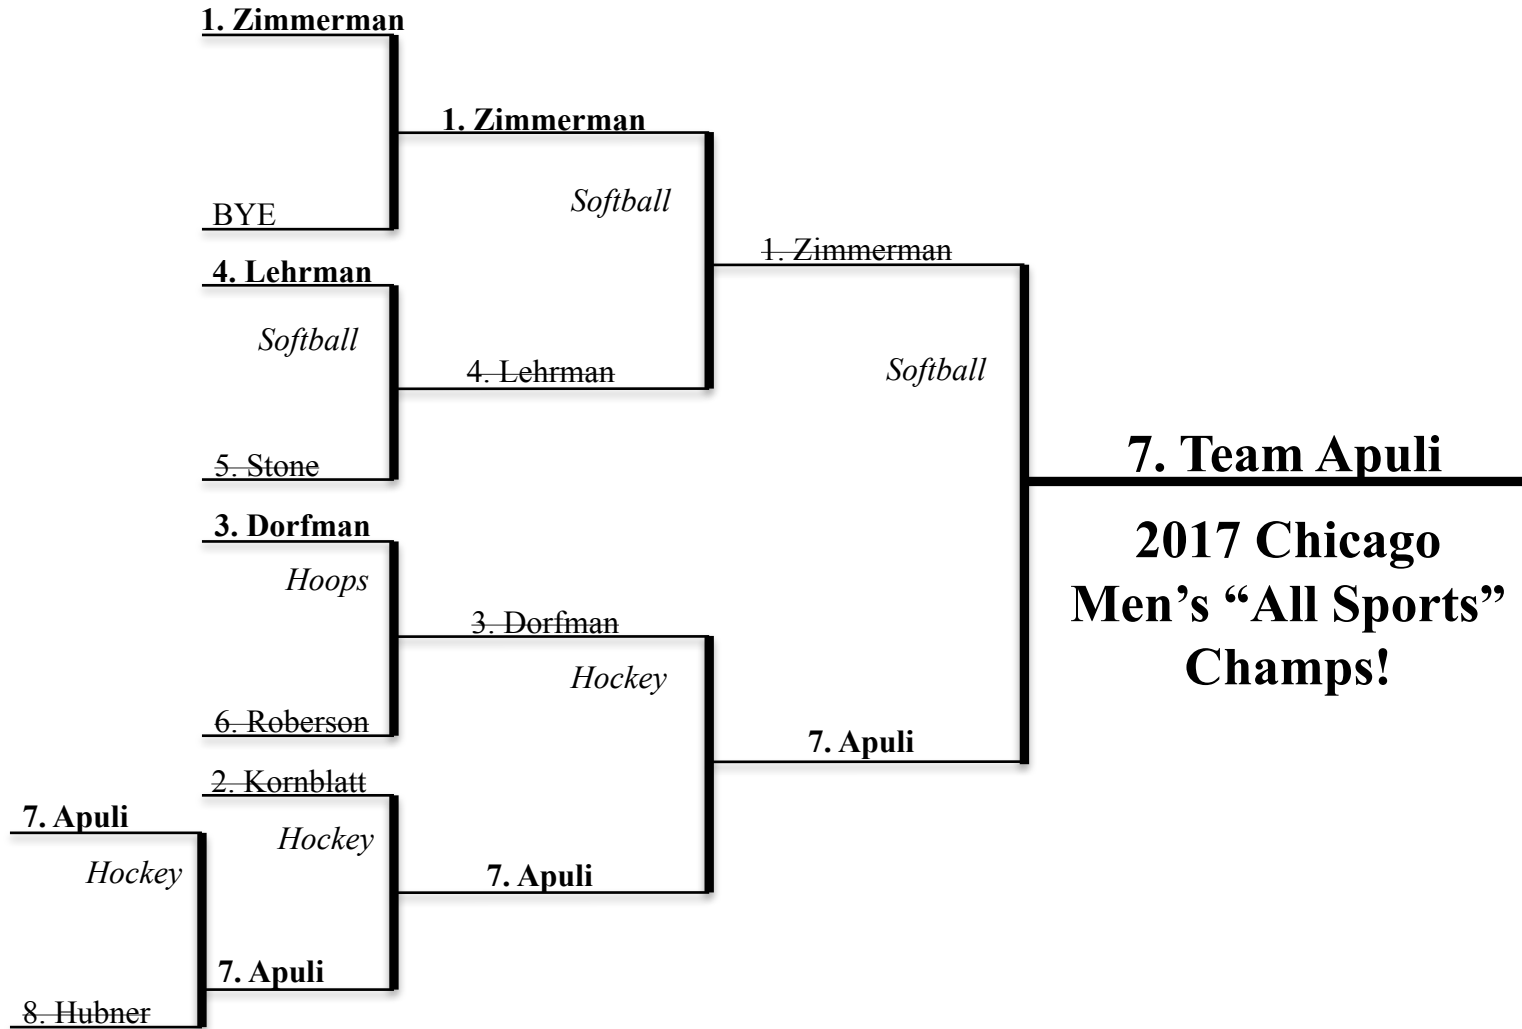 1. Zimmerman
BYE
4. Lehrman
Softball
5. Stone
3. Dorfman
Hoops
6. Roberson
2. Kornblatt
Hockey
7. Apuli
7. Apuli
Hockey
8. Hubner
1. Zimmerman
Softball
4. Lehrman
3. Dorfman
Hockey
7. Apuli
1. Zimmerman
Softball
7. Apuli
7. Team Apuli
2017 Chicago
Men’s “All Sports”
Champs!